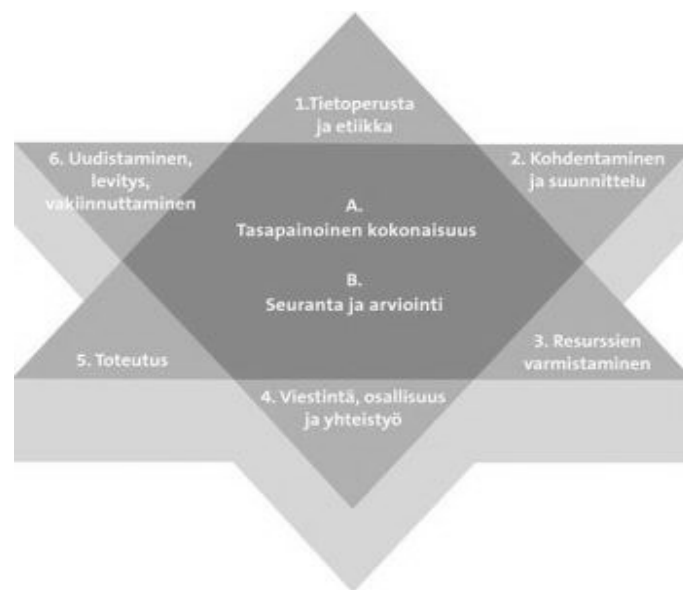 1.Tietoperusta
ja etiikka
2. Kohdentaminen
ja suunnittelu
3. Resurssien
varmistaminen
4. Viestintä, osallisuus
ja yhteistyö
5. Toteutus
6. Uudistaminen,
levitys,
vakiinnuttaminen
A.
Tasapainoinen kokonaisuus
B.
Seuranta ja arviointi